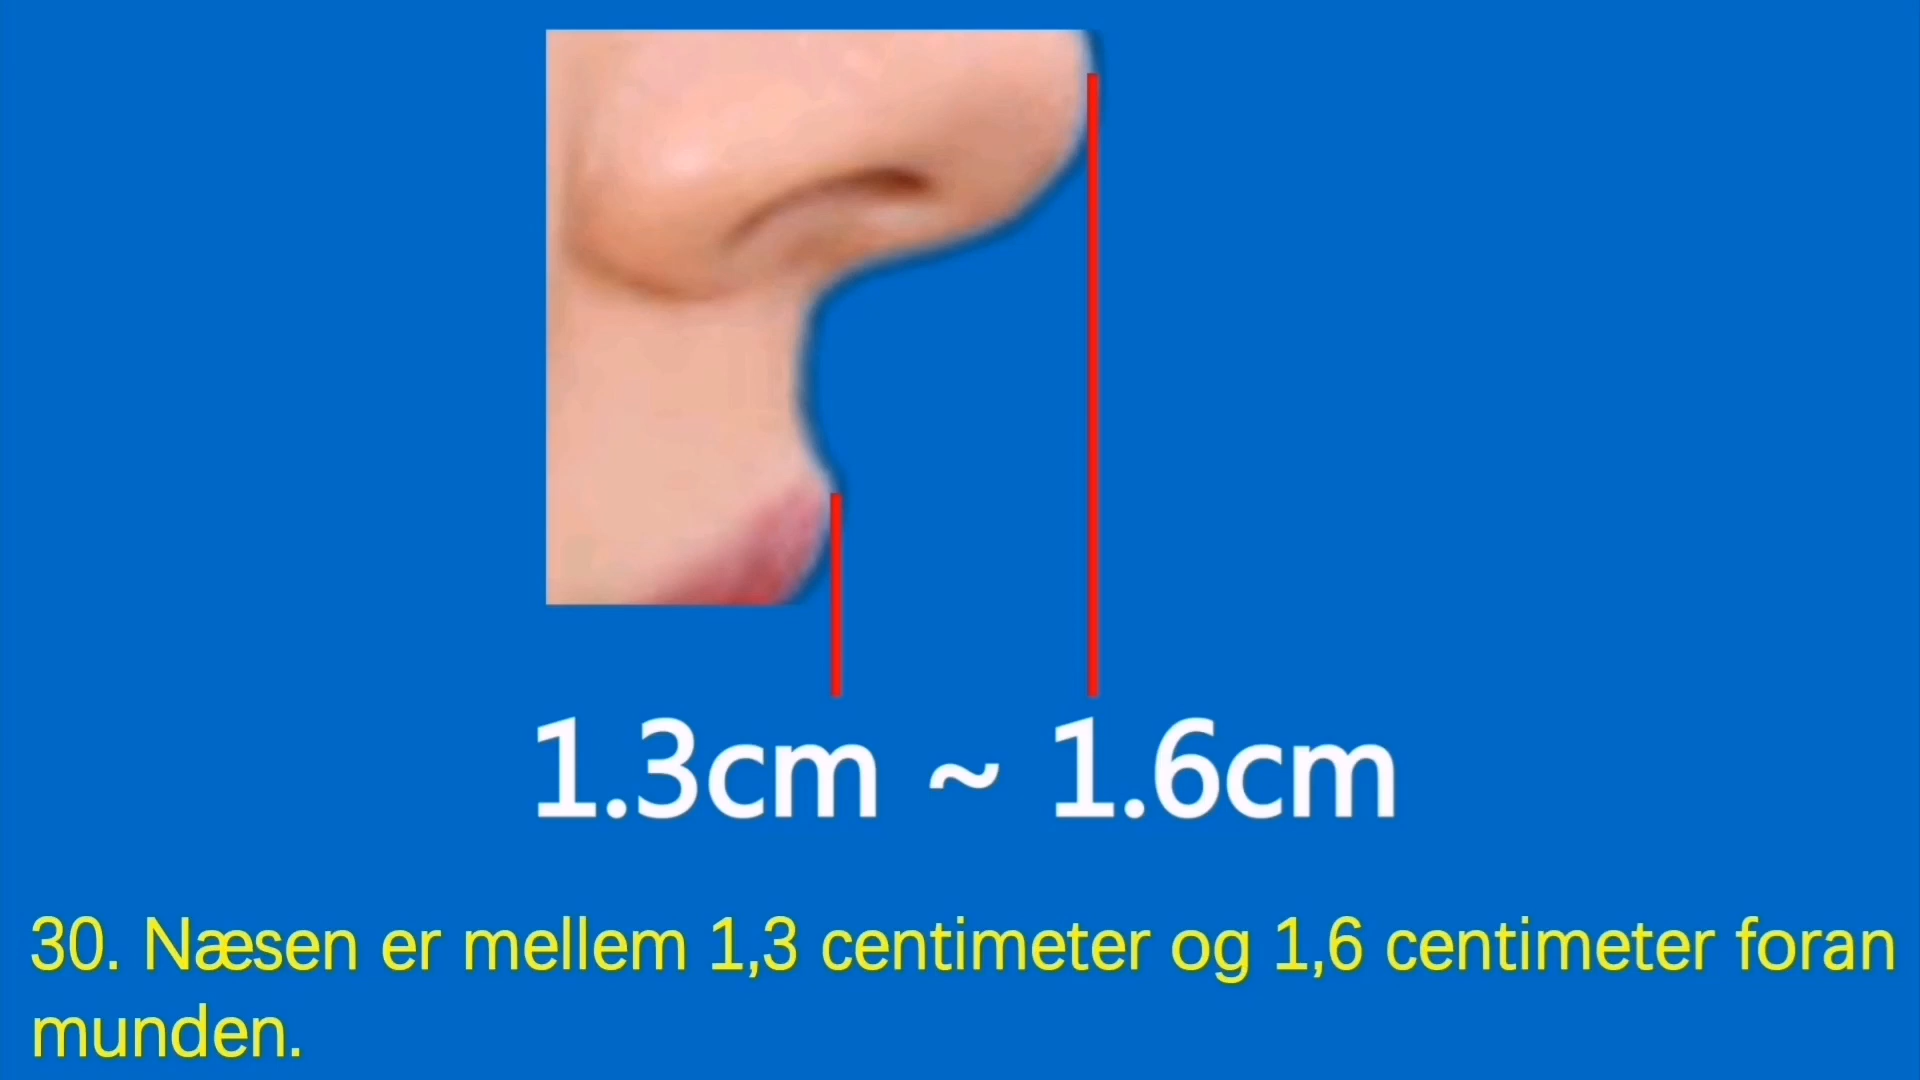 1.3cm ~ 1.6cm
30. Næsen er mellem 1,3 centimeter og 1,6 centimeter foran
munden.